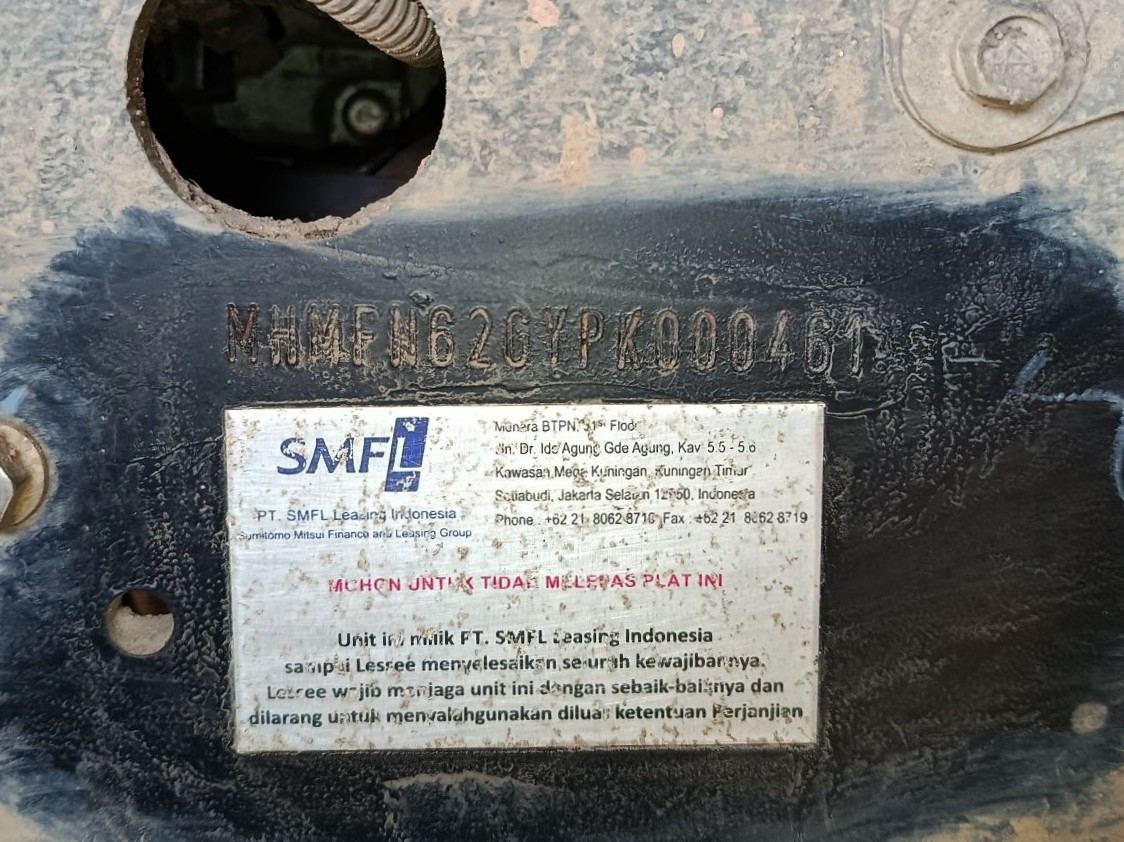 MHMFN62GYPK000461
SMFL
PT. SMFL Leasing Indonesia
Sumitomo Mitsui Finance and Leasing Group
Menara BTPN, 31st Floor
Jln. Dr. Ide Agung Gde Agung, Kav 5.5 - 5.6
Kawasan Mega Kuningan, Kuningan Timur
Setiabudi, Jakarta Selatan 12950, Indonesia
Phone : +62 21 8062 8710 Fax : +62 21 8062 8719
MOHON UNTUK TIDAK MELEPAS PLAT INI
Unit ini milik PT. SMFL Leasing Indonesia
sampai Lessee menyelesaikan seluruh kewajibannya.
Lessee wajib menjaga unit ini dengan sebaik-baiknya dan
dilarang untuk menyalahgunakan diluar ketentuan Perjanjian